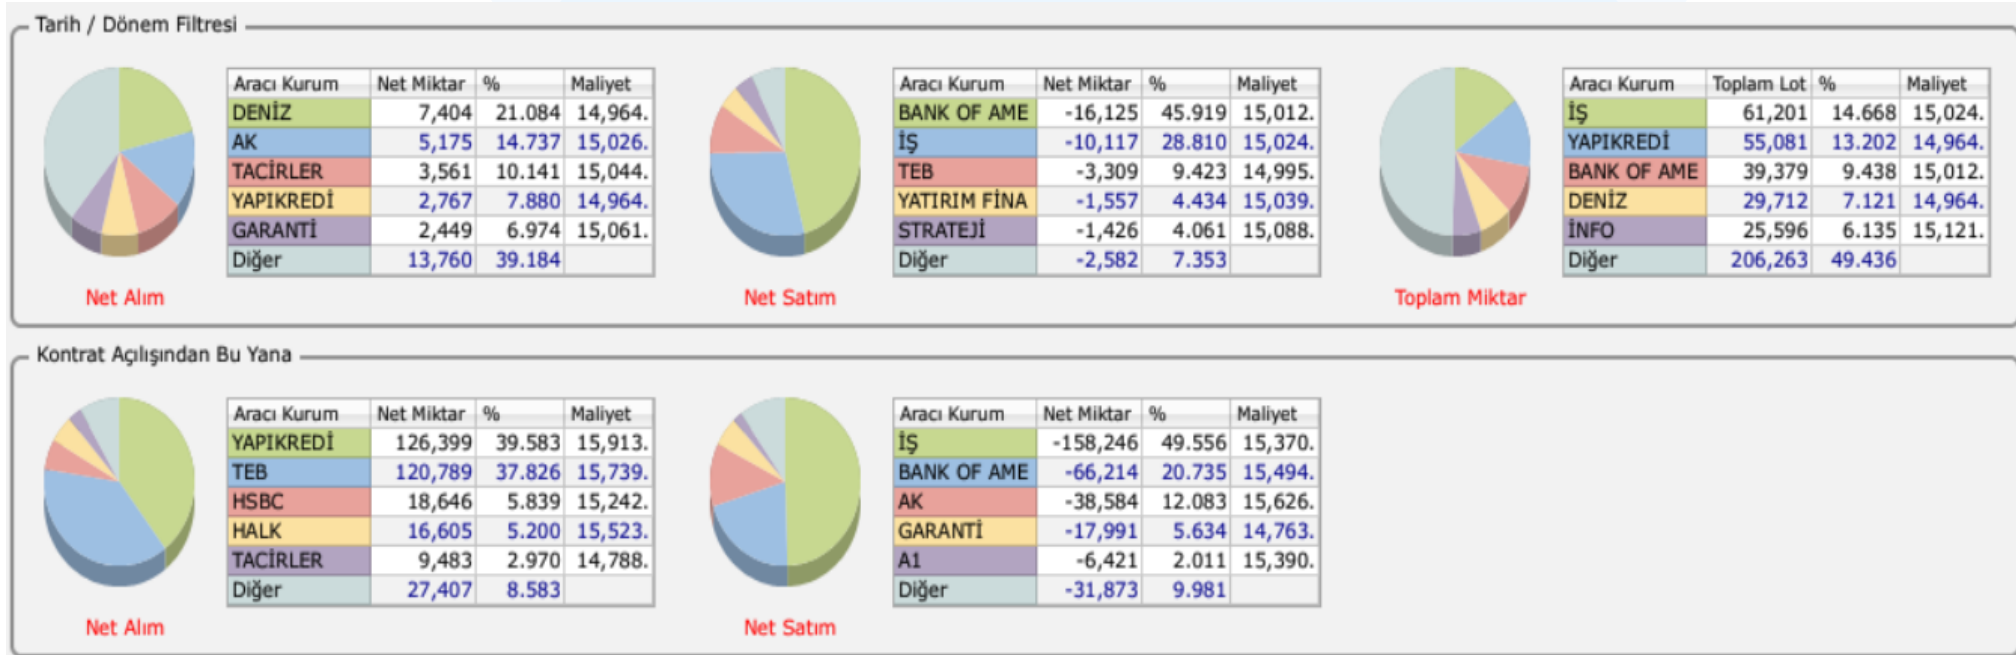 Tarih / Dönem Filtresi
Aracı Kurum Net Miktar % Maliyet
DENİZ 7,404 21.084 14,964.
AK 5,175 14.737 15,026.
TACİRLER 3,561 10.141 15,044.
YAPIKREDİ 2,767 7.880 14,964.
GARANTİ 2,449 6.974 15,061.
Diğer 13,760 39.184
Net Alım
Aracı Kurum Net Miktar % Maliyet
BANK OF AME -16,125 45.919 15,012.
İŞ -10,117 28.810 15,024.
TEB -3,309 9.423 14,995.
YATIRIM FİNA -1,557 4.434 15,039.
STRATEJİ -1,426 4.061 15,088.
Diğer -2,582 7.353
Net Satım
Aracı Kurum Toplam Lot % Maliyet
İŞ 61,201 14.668 15,024.
YAPIKREDİ 55,081 13.202 14,964.
BANK OF AME 39,379 9.438 15,012.
DENİZ 29,712 7.121 14,964.
İNFO 25,596 6.135 15,121.
Diğer 206,263 49.436
Toplam Miktar
Kontrat Açılışından Bu Yana
Aracı Kurum Net Miktar % Maliyet
YAPIKREDİ 126,399 39.583 15,913.
TEB 120,789 37.826 15,739.
HSBC 18,646 5.839 15,242.
HALK 16,605 5.200 15,523.
TACİRLER 9,483 2.970 14,788.
Diğer 27,407 8.583
Net Alım
Aracı Kurum Net Miktar % Maliyet
İŞ -158,246 49.556 15,370.
BANK OF AME -66,214 20.735 15,494.
AK -38,584 12.083 15,626.
GARANTİ -17,991 5.634 14,763.
A1 -6,421 2.011 15,390.
Diğer -31,873 9.981
Net Satım